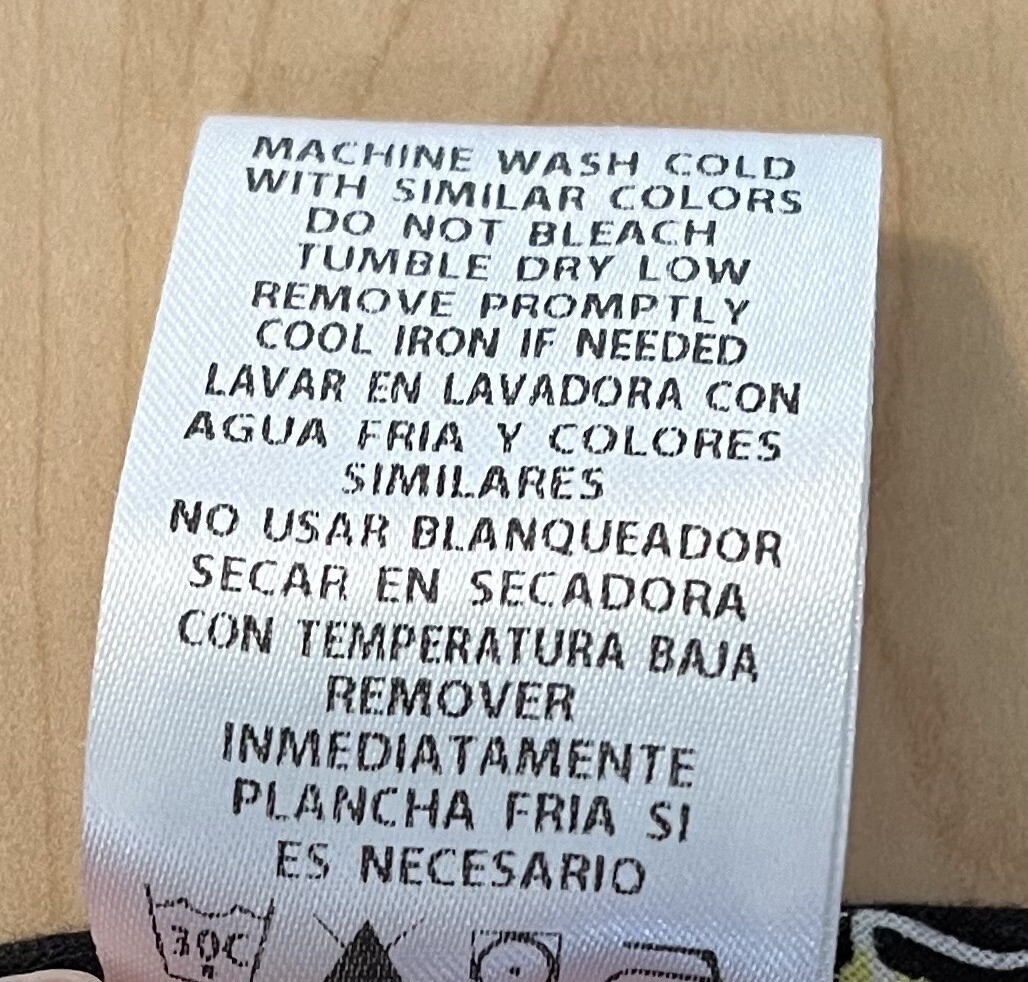 MACHINE WASH COLD
WITH SIMILAR COLORS
DO NOT BLEACH
TUMBLE DRY LOW
REMOVE PROMPTLY
COOL IRON IF NEEDED
LAVAR EN LAVADORA CON
AGUA FRIA Y COLORES
SIMILARES
NO USAR BLANQUEADOR
SECAR EN SECADORA
CON TEMPERATURA BAJA
REMOVER
INMEDIATAMENTE
PLANCHA FRIA SI
ES NECESARIO
30C